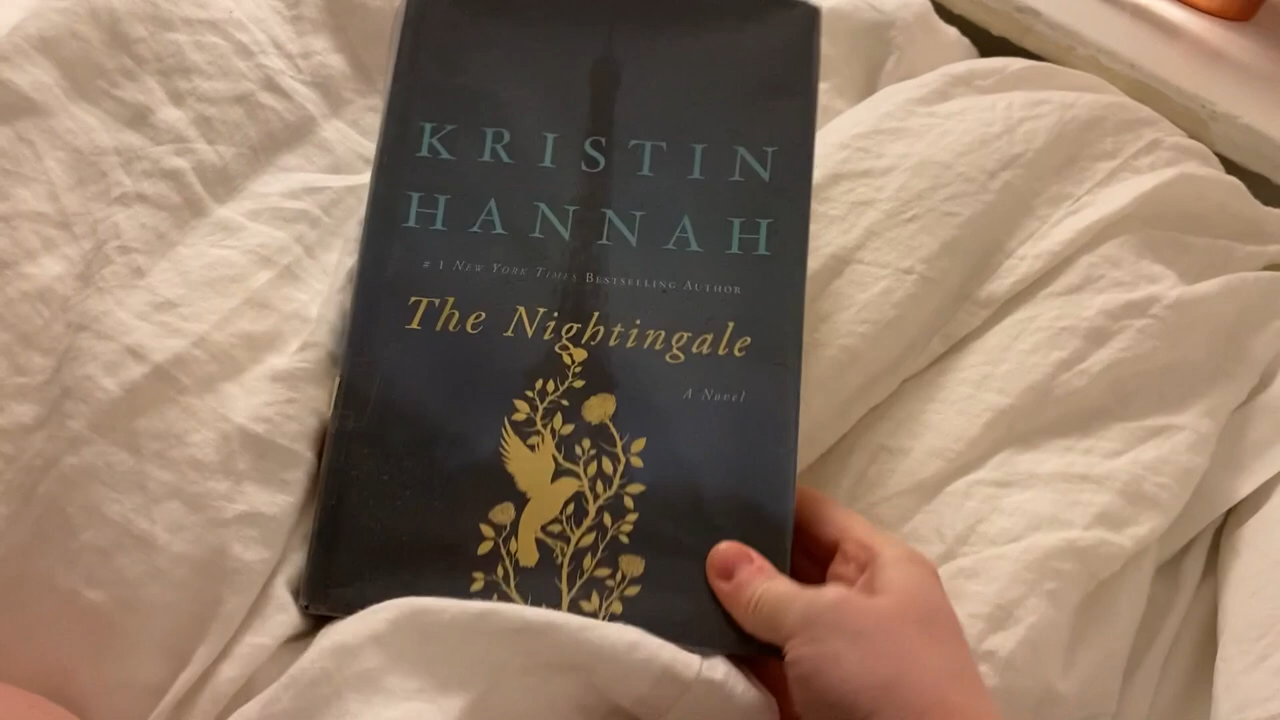 KRISTIN
HANNAH
#1 NEW YORK TIMES BESTSELLING AUTHOR
The Nightingale
A Novel